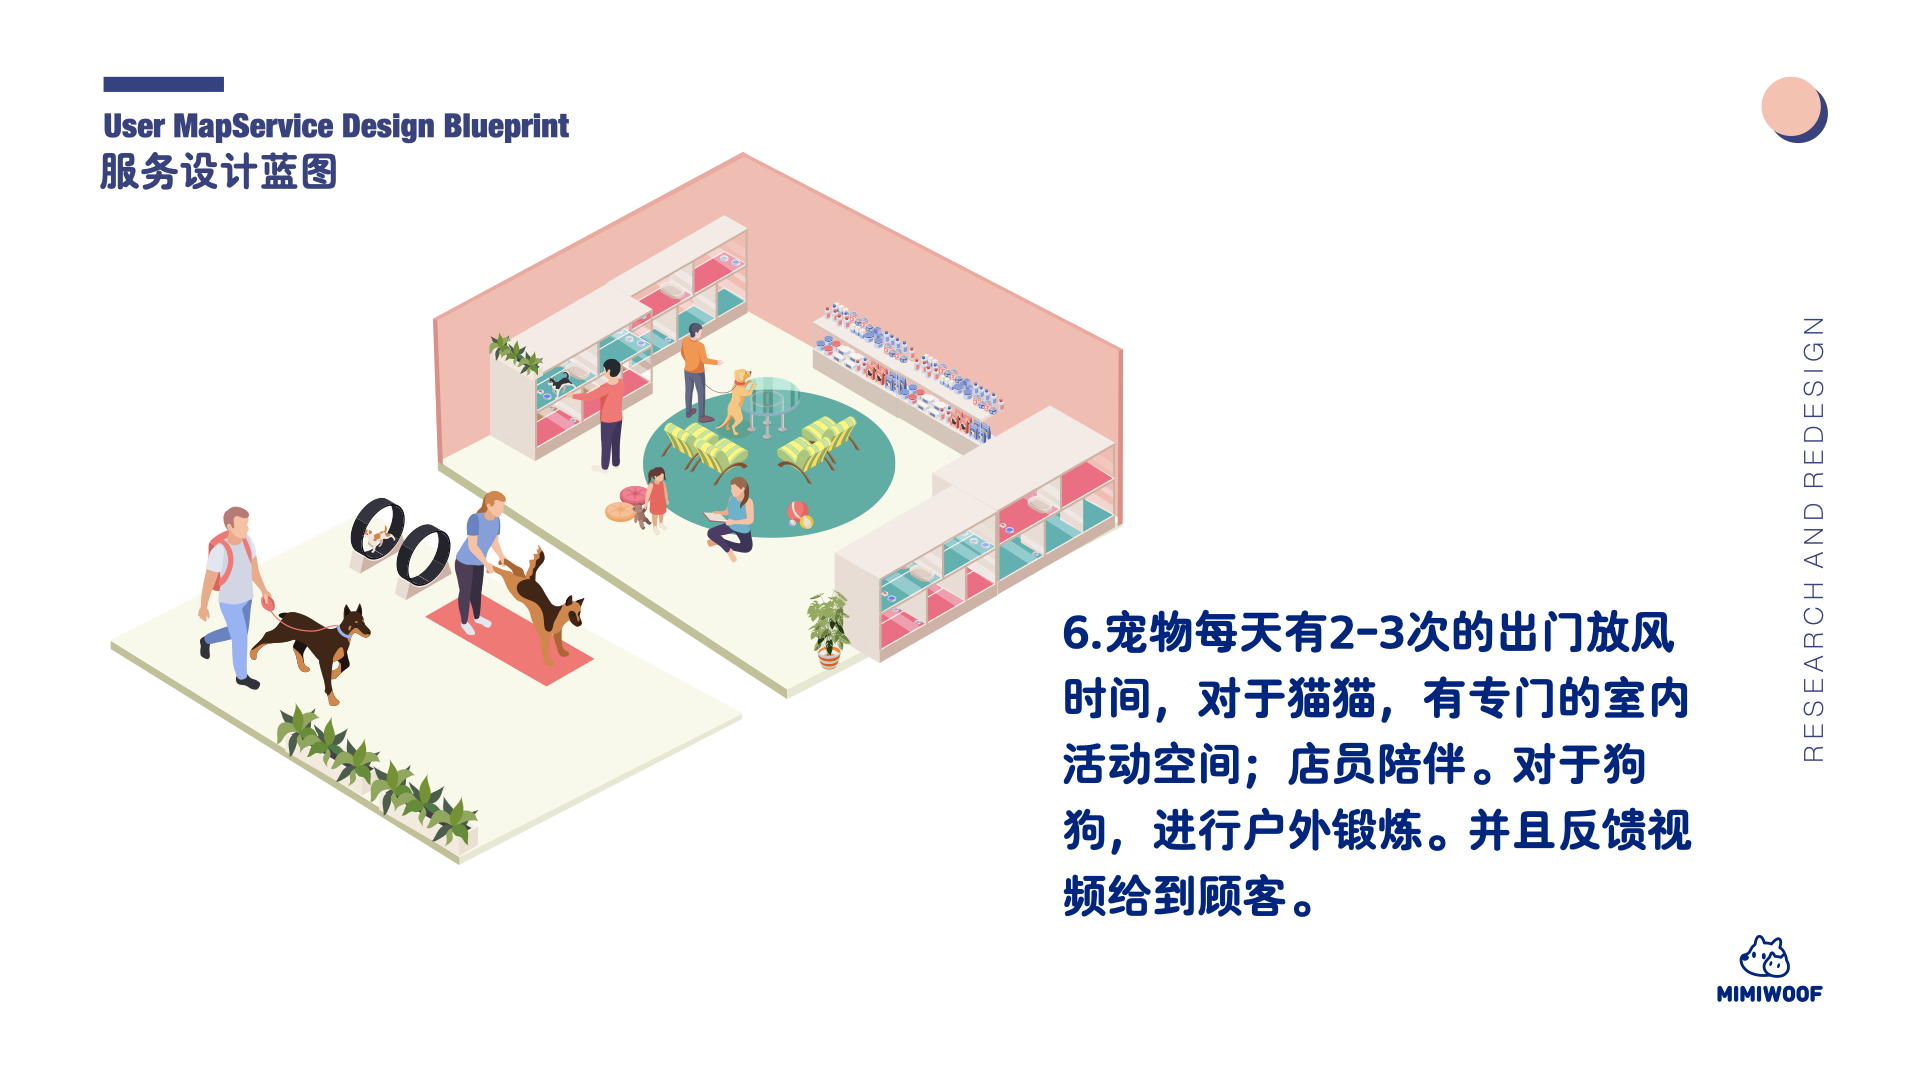 User MapService Design Blueprint
服务设计蓝图
6.宠物每天有2-3次的出门放风
时间，对于猫猫，有专门的室内
活动空间；店员陪伴。对于狗
狗，进行户外锻炼。并且反馈视
频给到顾客。
RESEARCH AND REDESIGN
MIMIWOOF